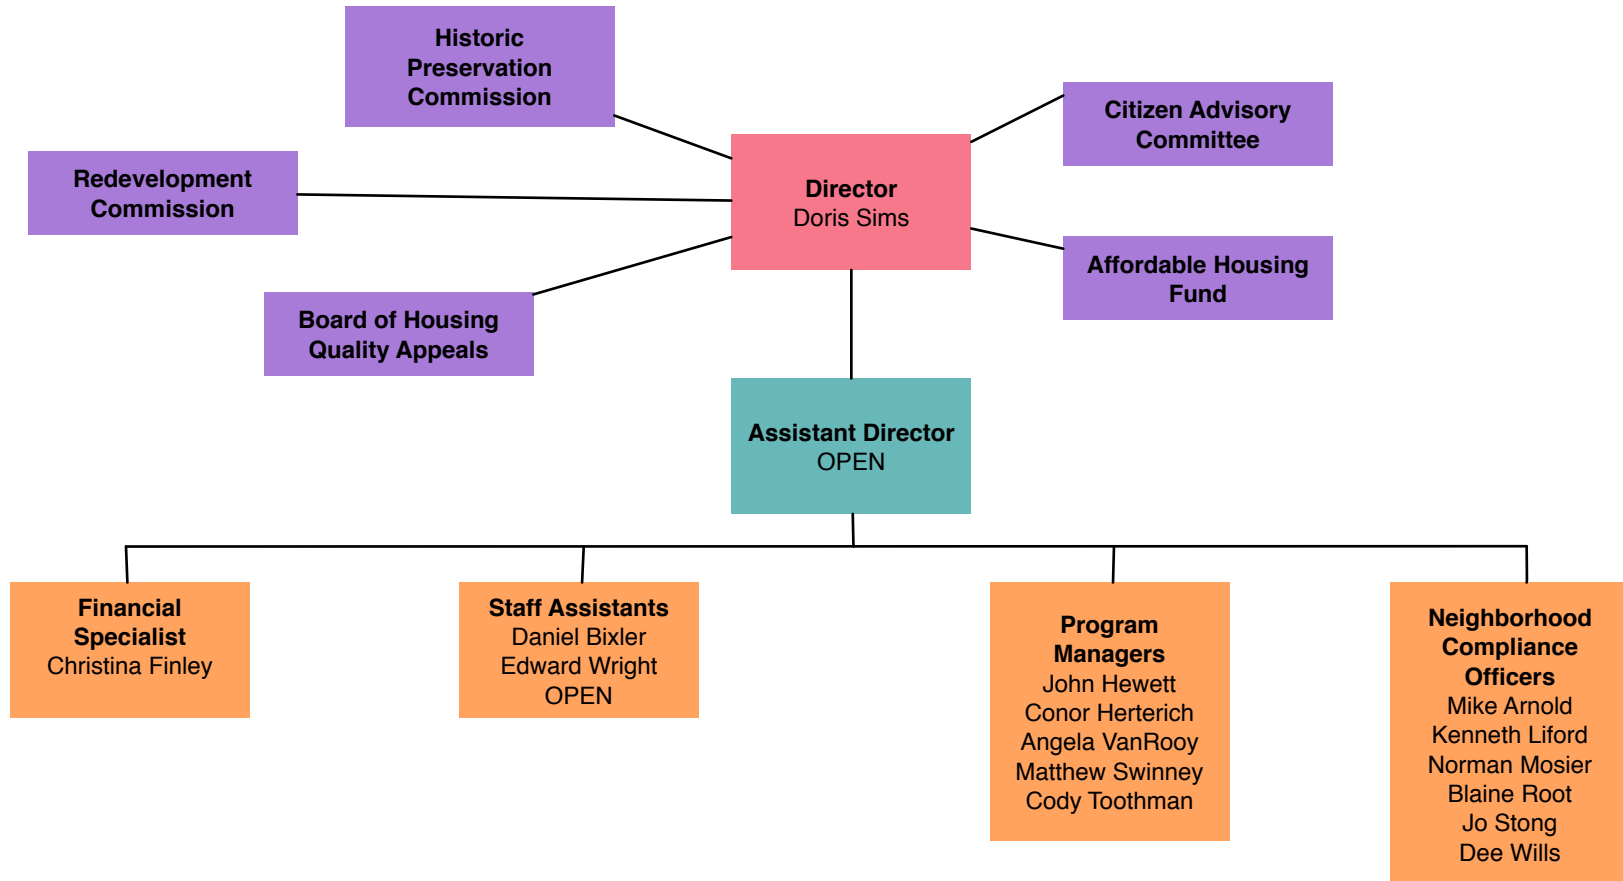 Historic
Preservation
Commission
Citizen Advisory
Committee
Redevelopment
Commission
Director
Doris Sims
Affordable Housing
Fund
Board of Housing
Quality Appeals
Assistant Director
OPEN
Financial
Specialist
Christina Finley
Staff Assistants
Daniel Bixler
Edward Wright
OPEN
Program
Managers
John Hewett
Conor Herterich
Angela VanRooy
Matthew Swinney
Cody Toothman
Neighborhood
Compliance
Officers
Mike Arnold
Kenneth Liford
Norman Mosier
Blaine Root
Jo Stong
Dee Wills